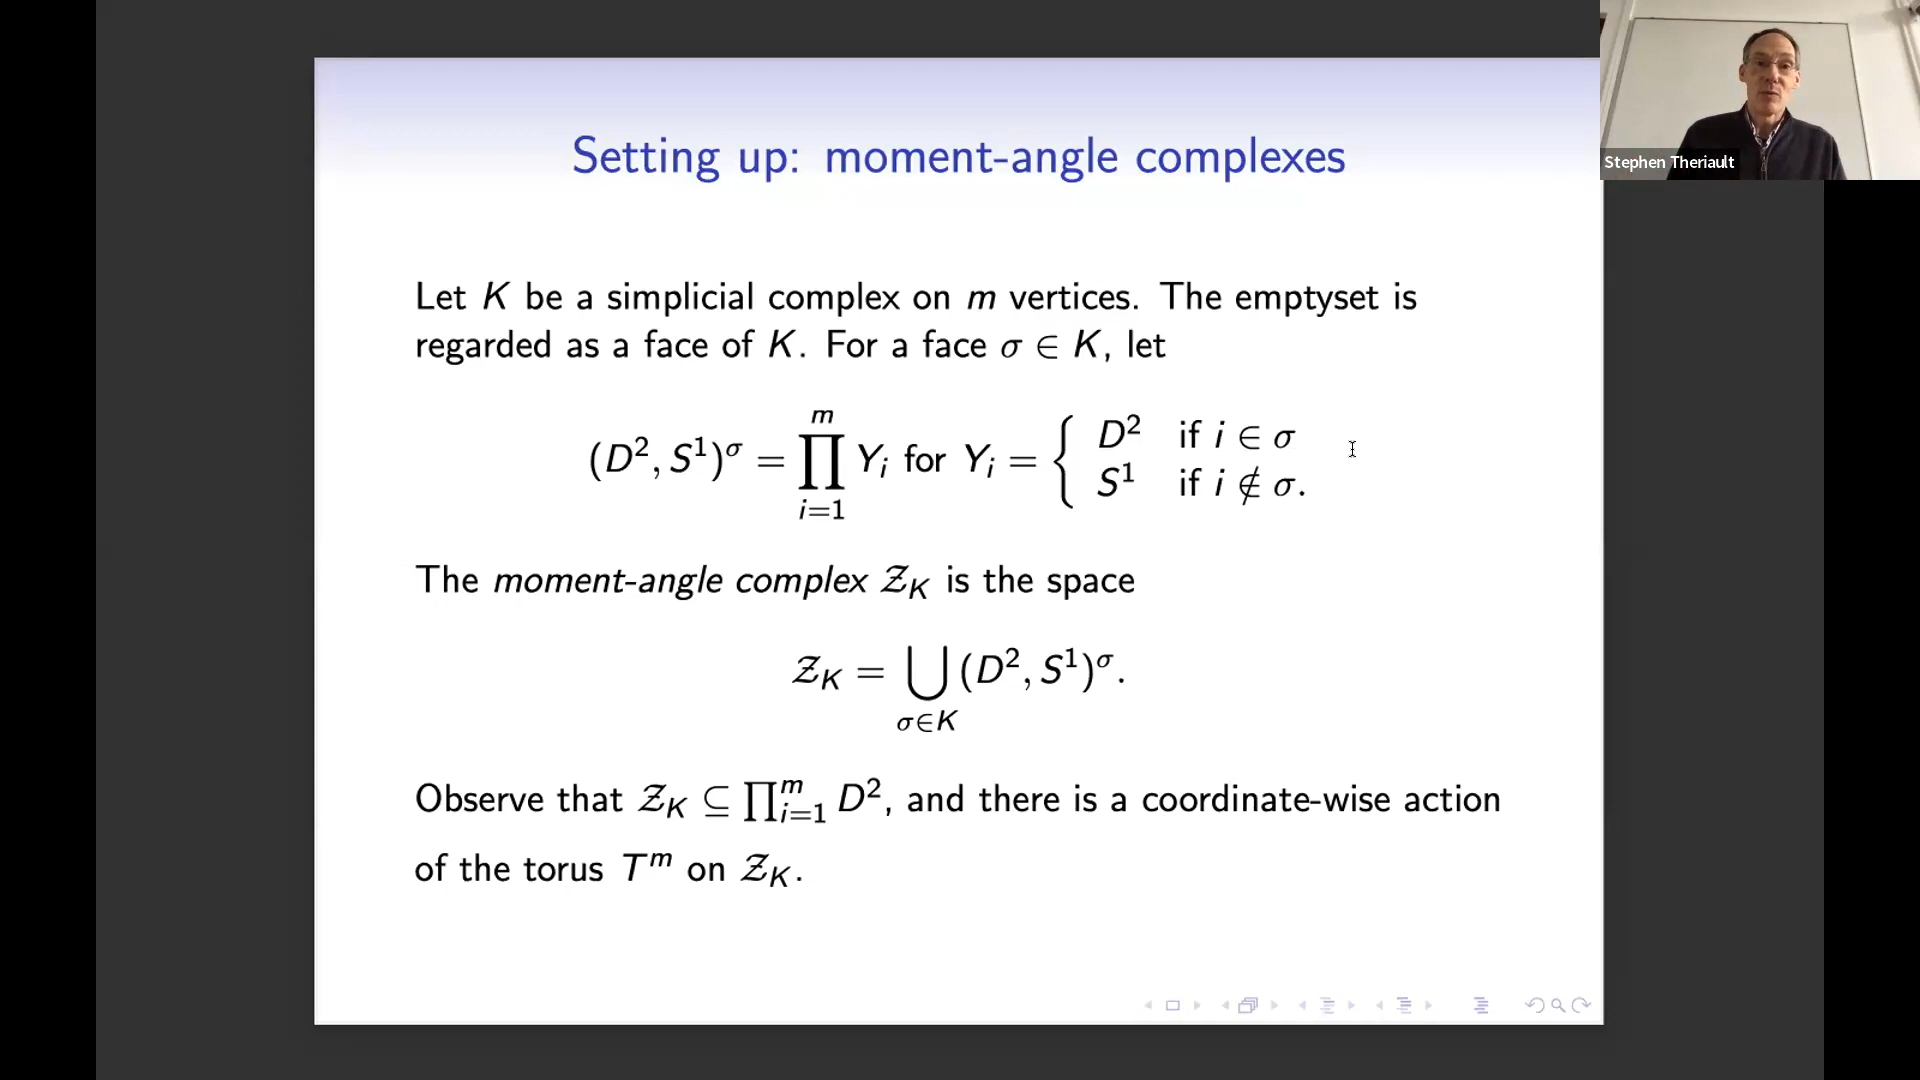 Setting up: moment-angle complexes
Stephen Theriault
Let K be a simplicial complex on m vertices. The emptyset is
regarded as a face of K. For a face σ ∈ K, let
(D², S¹)^σ = ∏_{i=1}^{m} Y_i for Y_i = { D² if i ∈ σ
S¹ if i ∉ σ.
The moment-angle complex 𝒵_K is the space
𝒵_K = ⋃_{σ∈K} (D², S¹)^σ.
Observe that 𝒵_K ⊆ ∏_{i=1}^{m} D², and there is a coordinate-wise action
of the torus T^m on 𝒵_K.